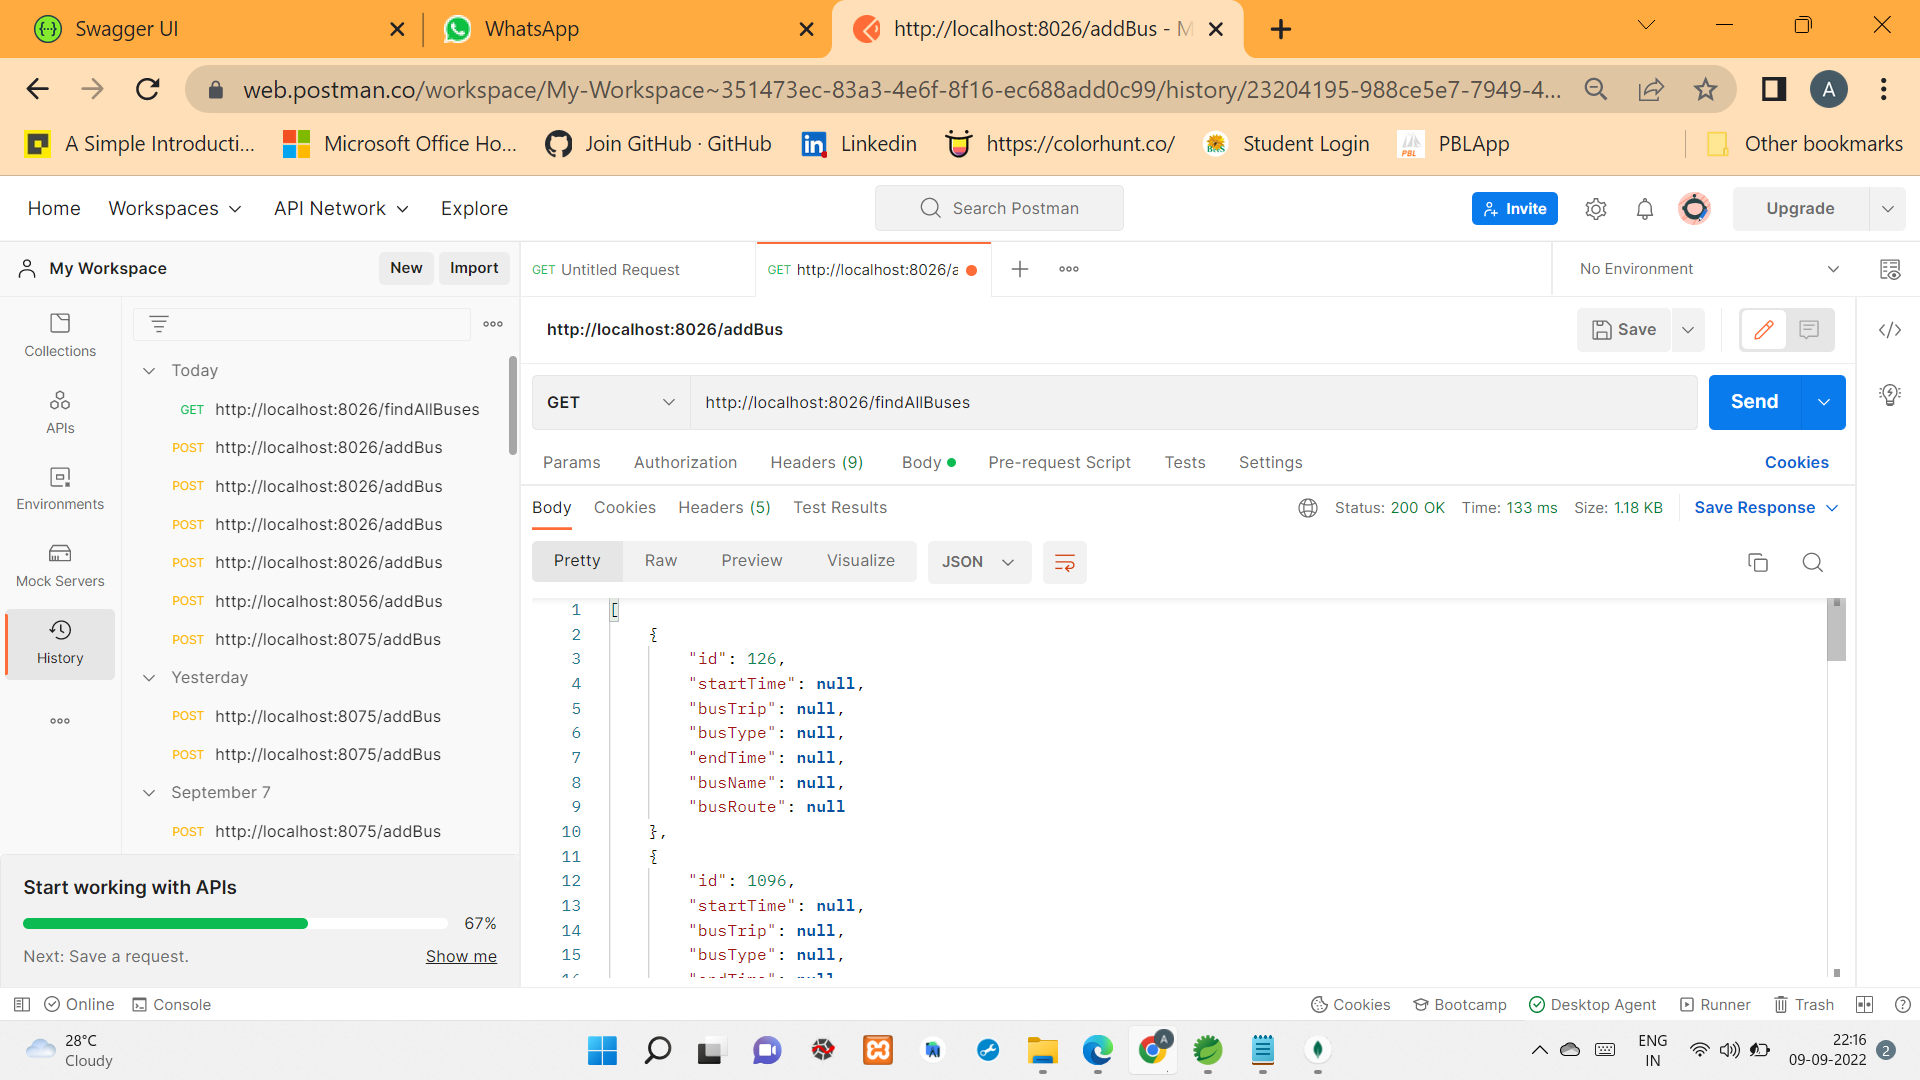 Swagger UI
WhatsApp
http://localhost:8026/addBus - M
web.postman.co/workspace/My-Workspace~351473ec-83a3-4e6f-8f16-ec688add0c99/history/23204195-988ce5e7-7949-4...
A
A Simple Introducti...
Microsoft Office Ho...
Join GitHub · GitHub
Linkedin
https://colorhunt.co/
Student Login
PBLApp
Other bookmarks
Home
Workspaces
API Network
Explore
Search Postman
Invite
Upgrade
My Workspace
New
Import
GET Untitled Request
GET http://localhost:8026/a
No Environment
Collections
APIs
Environments
Mock Servers
History
Today
GET http://localhost:8026/findAllBuses
POST http://localhost:8026/addBus
POST http://localhost:8026/addBus
POST http://localhost:8026/addBus
POST http://localhost:8026/addBus
POST http://localhost:8056/addBus
POST http://localhost:8075/addBus
Yesterday
POST http://localhost:8075/addBus
POST http://localhost:8075/addBus
September 7
POST http://localhost:8075/addBus
Start working with APIs
67%
Next: Save a request.
Show me
http://localhost:8026/addBus
Save
GET
http://localhost:8026/findAllBuses
Send
Params
Authorization
Headers (9)
Body
Pre-request Script
Tests
Settings
Cookies
Body
Cookies
Headers (5)
Test Results
Status: 200 OK
Time: 133 ms
Size: 1.18 KB
Save Response
Pretty
Raw
Preview
Visualize
JSON
1 [
2 {
3 "id": 126,
4 "startTime": null,
5 "busTrip": null,
6 "busType": null,
7 "endTime": null,
8 "busName": null,
9 "busRoute": null
10 },
11 {
12 "id": 1096,
13 "startTime": null,
14 "busTrip": null,
15 "busType": null,
16 "endTime": null
Online
Console
Cookies
Bootcamp
Desktop Agent
Runner
Trash
28°C
Cloudy
A
ENG
IN
22:16
09-09-2022
2